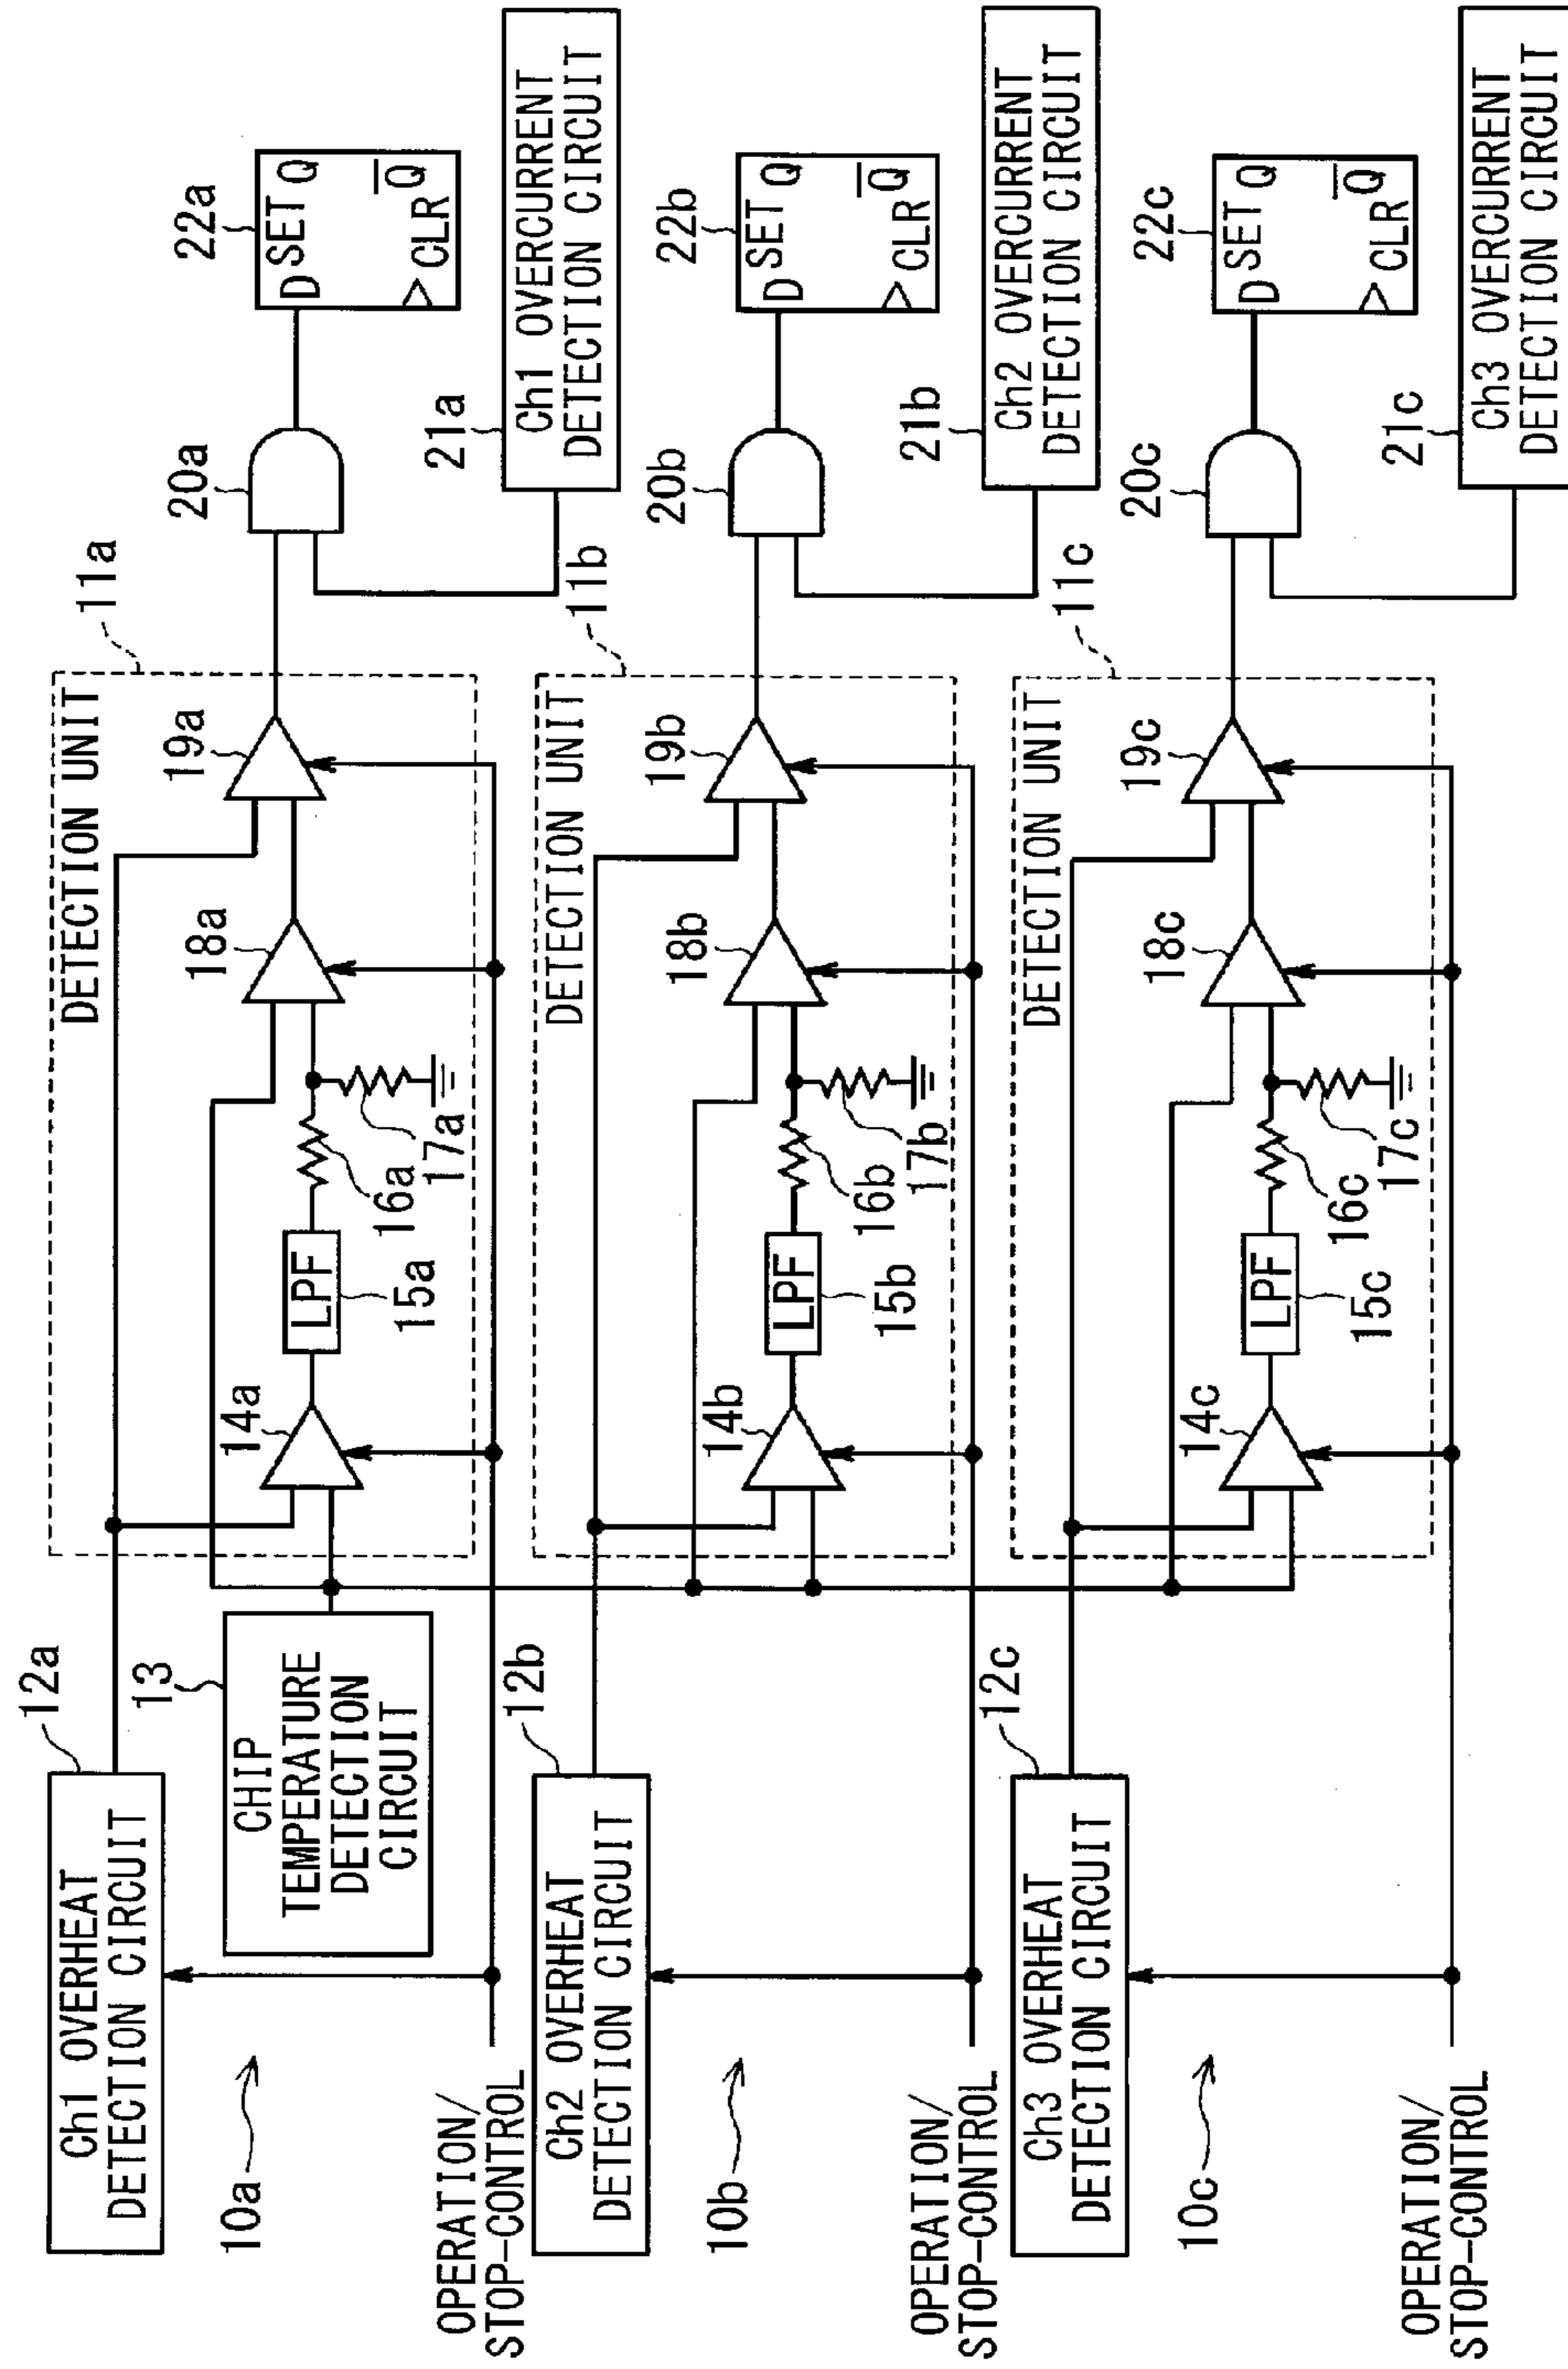 12a
Ch1 OVERHEAT
DETECTION CIRCUIT
10a
13
CHIP
TEMPERATURE
DETECTION
CIRCUIT
OPERATION/
STOP-CONTROL
DETECTION UNIT
11a
14a
LPF
15a
16a
17a
18a
19a
20a
21a
Ch1 OVERCURRENT
DETECTION CIRCUIT
22a
D SET Q
Q
CLR
12b
Ch2 OVERHEAT
DETECTION CIRCUIT
10b
OPERATION/
STOP-CONTROL
DETECTION UNIT
11b
14b
LPF
15b
16b
17b
18b
19b
20b
21b
Ch2 OVERCURRENT
DETECTION CIRCUIT
22b
D SET Q
Q
CLR
12c
Ch3 OVERHEAT
DETECTION CIRCUIT
10c
OPERATION/
STOP-CONTROL
DETECTION UNIT
11c
14c
LPF
15c
16c
17c
18c
19c
20c
21c
Ch3 OVERCURRENT
DETECTION CIRCUIT
22c
D SET Q
Q
CLR